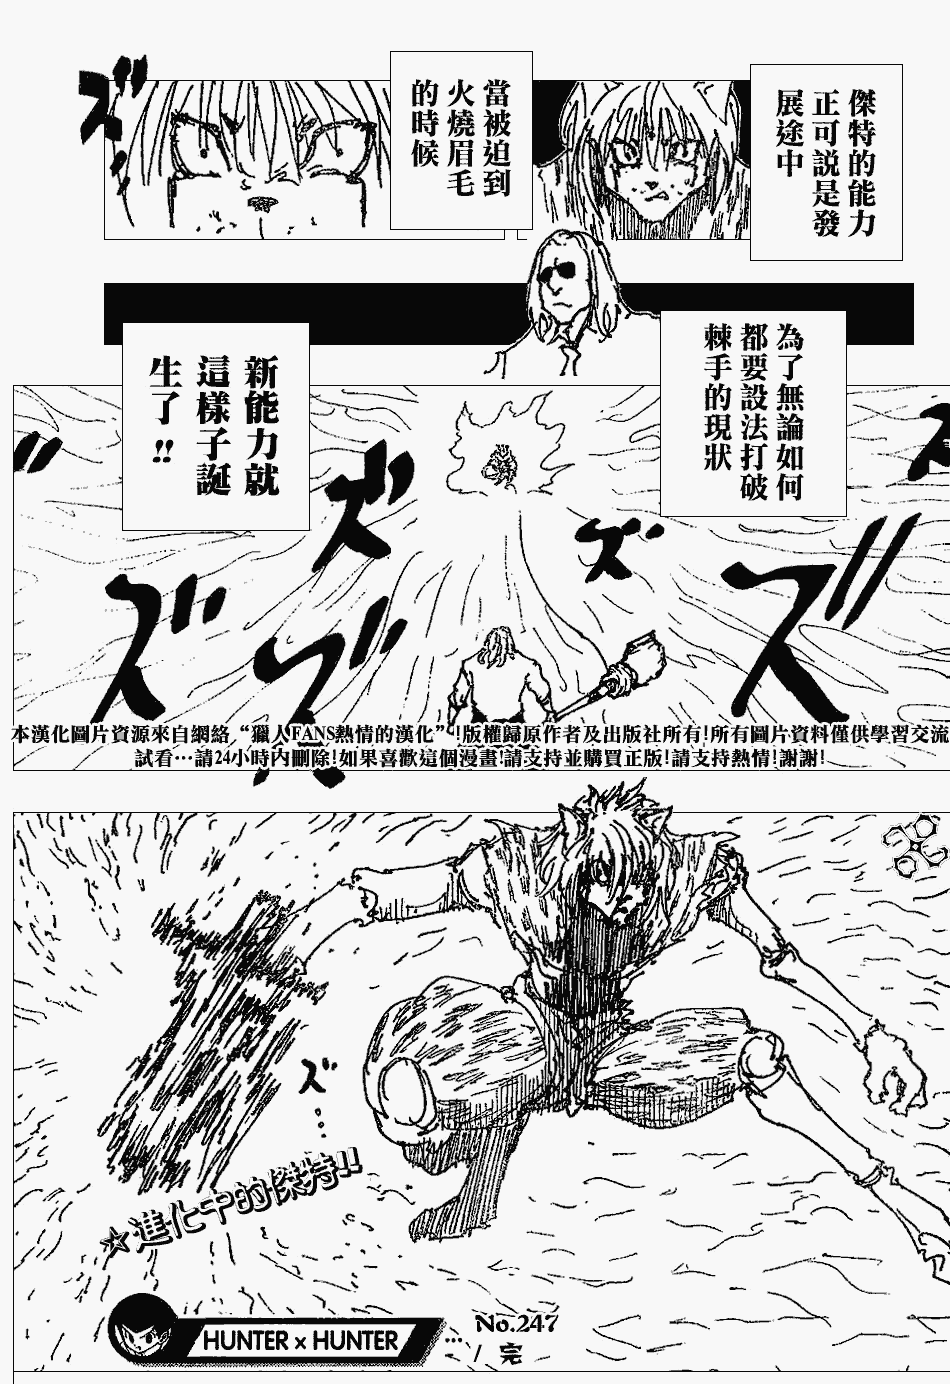 傑特的能力
正可説是發
展途中
當被迫到
火燒眉毛
的時候
ズ
為了無論如何
都要設法打破
棘手的現狀
新能力就
這樣子誕
生了!!
ズ
ズ
ズ
ズ
ズ
本漢化圖片資源來自網絡“獵人FANS熱情的漢化”!版權歸原作者及出版社所有!所有圖片資料僅供學習交流
試看…請24小時內刪除!如果喜歡這個漫畫!請支持並購買正版!請支持熱情!謝謝!
ズ…
☆進化中的傑特!!
HUNTER×HUNTER
No.247
…/完